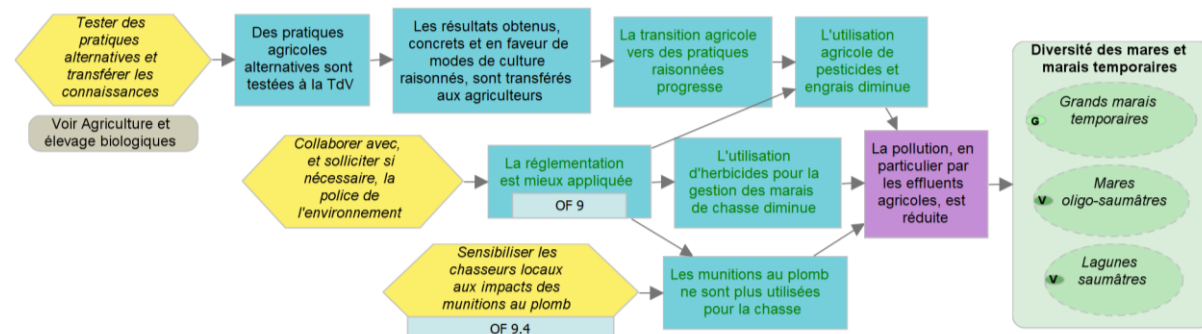 Tester des
pratiques
alternatives et
transférer les
connaissances
Voir Agriculture et
élevage biologiques
Des pratiques
agricoles
alternatives sont
testées à la TdV
Les résultats obtenus,
concrets et en faveur de
modes de culture
raisonnés, sont transférés
aux agriculteurs
La transition agricole
vers des pratiques
raisonnées
progresse
L'utilisation
agricole de
pesticides et
engrais diminue
Collaborer avec,
et solliciter si
nécessaire, la
police de
l'environnement
La réglementation
est mieux appliquée
OF 9
L'utilisation
d'herbicides pour la
gestion des marais
de chasse diminue
La pollution, en
particulier par
les effluents
agricoles, est
réduite
Sensibiliser les
chasseurs locaux
aux impacts des
munitions au plomb
OF 9.4
Les munitions au plomb
ne sont plus utilisées
pour la chasse
Diversité des mares et
marais temporaires
Grands marais
temporaires
G
Mares
oligo-saumâtres
V
Lagunes
saumâtres
V